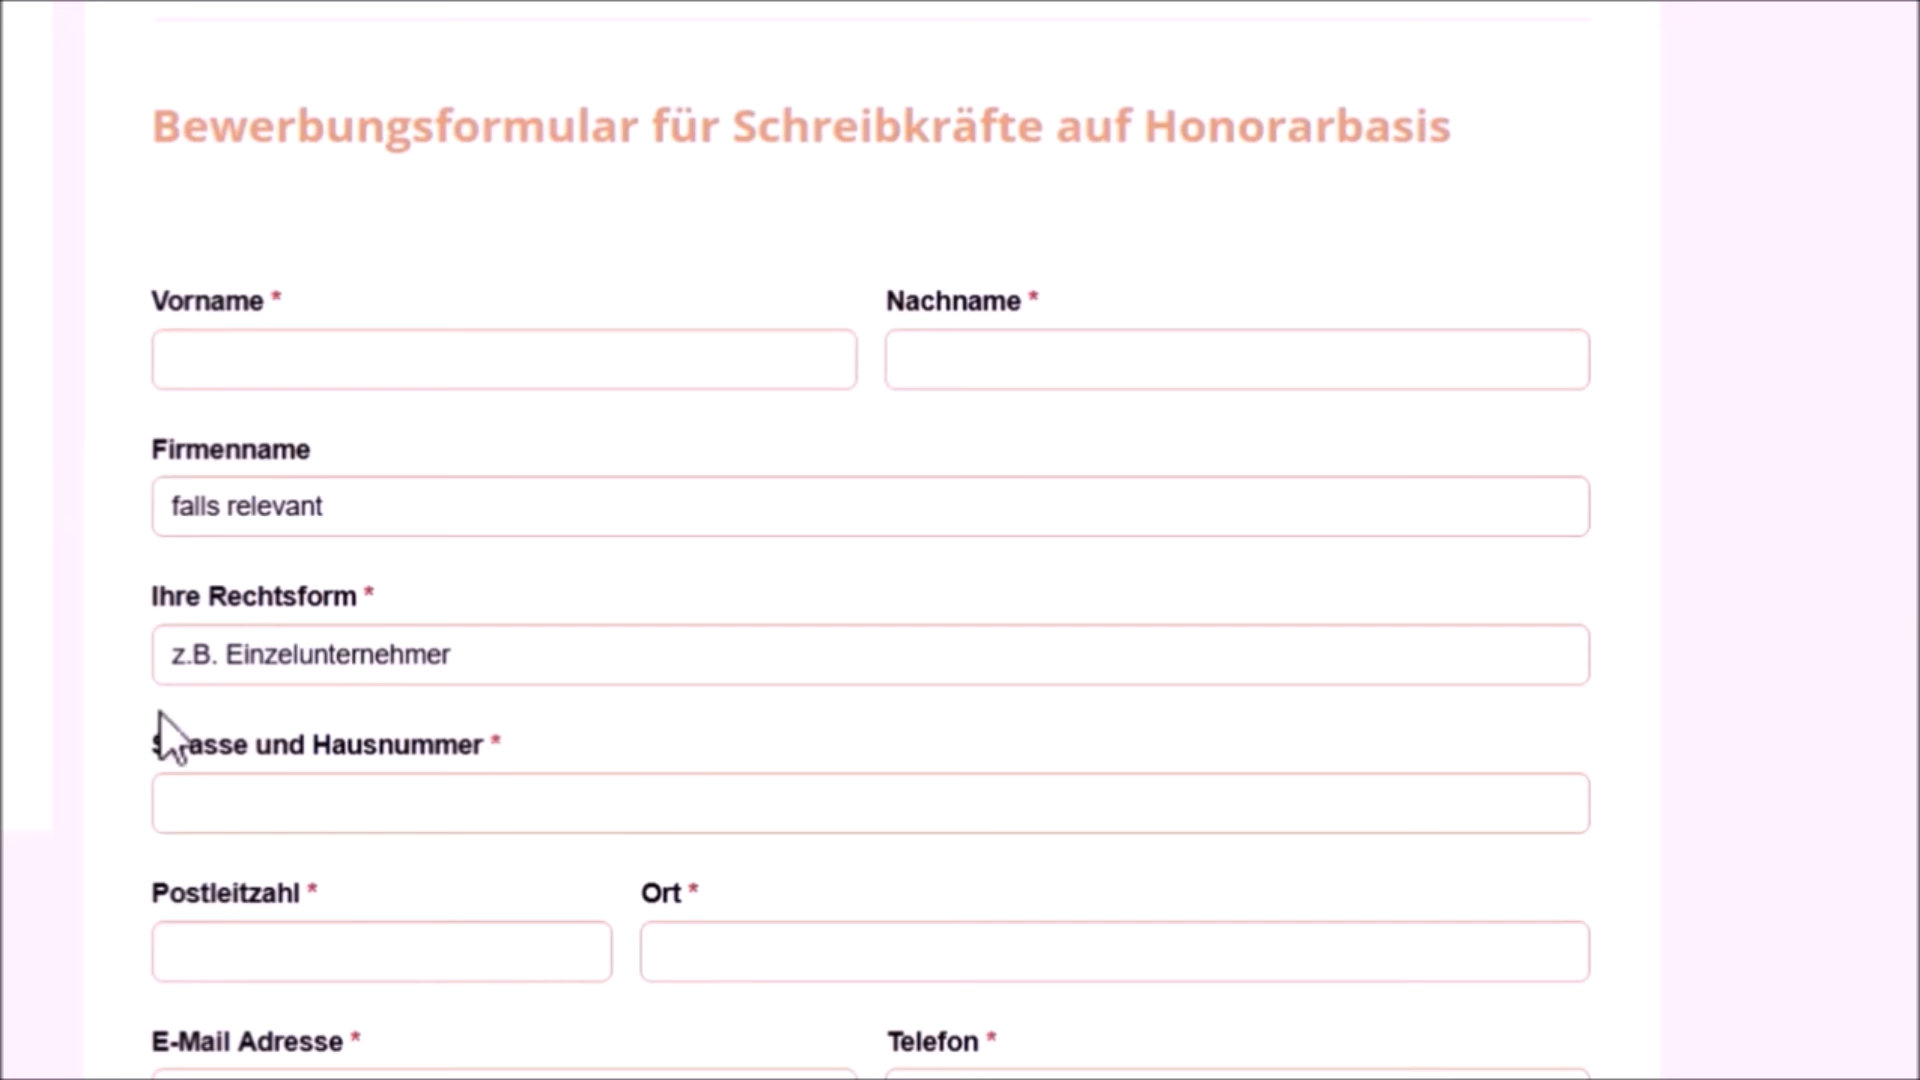 Bewerbungsformular für Schreibkräfte auf Honorarbasis
Vorname * Nachname *
Firmenname
falls relevant
Ihre Rechtsform *
z.B. Einzelunternehmer
Strasse und Hausnummer *
Postleitzahl * Ort *
E-Mail Adresse * Telefon *